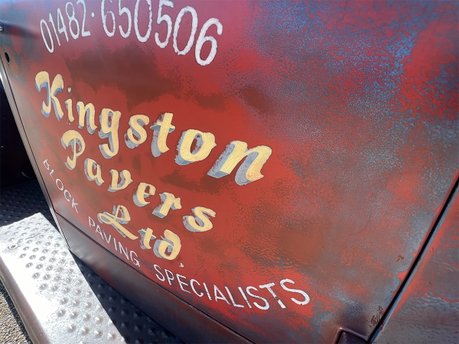 01482·650506
Kingston
Pavers
Ltd.
BLOCK PAVING SPECIALISTS